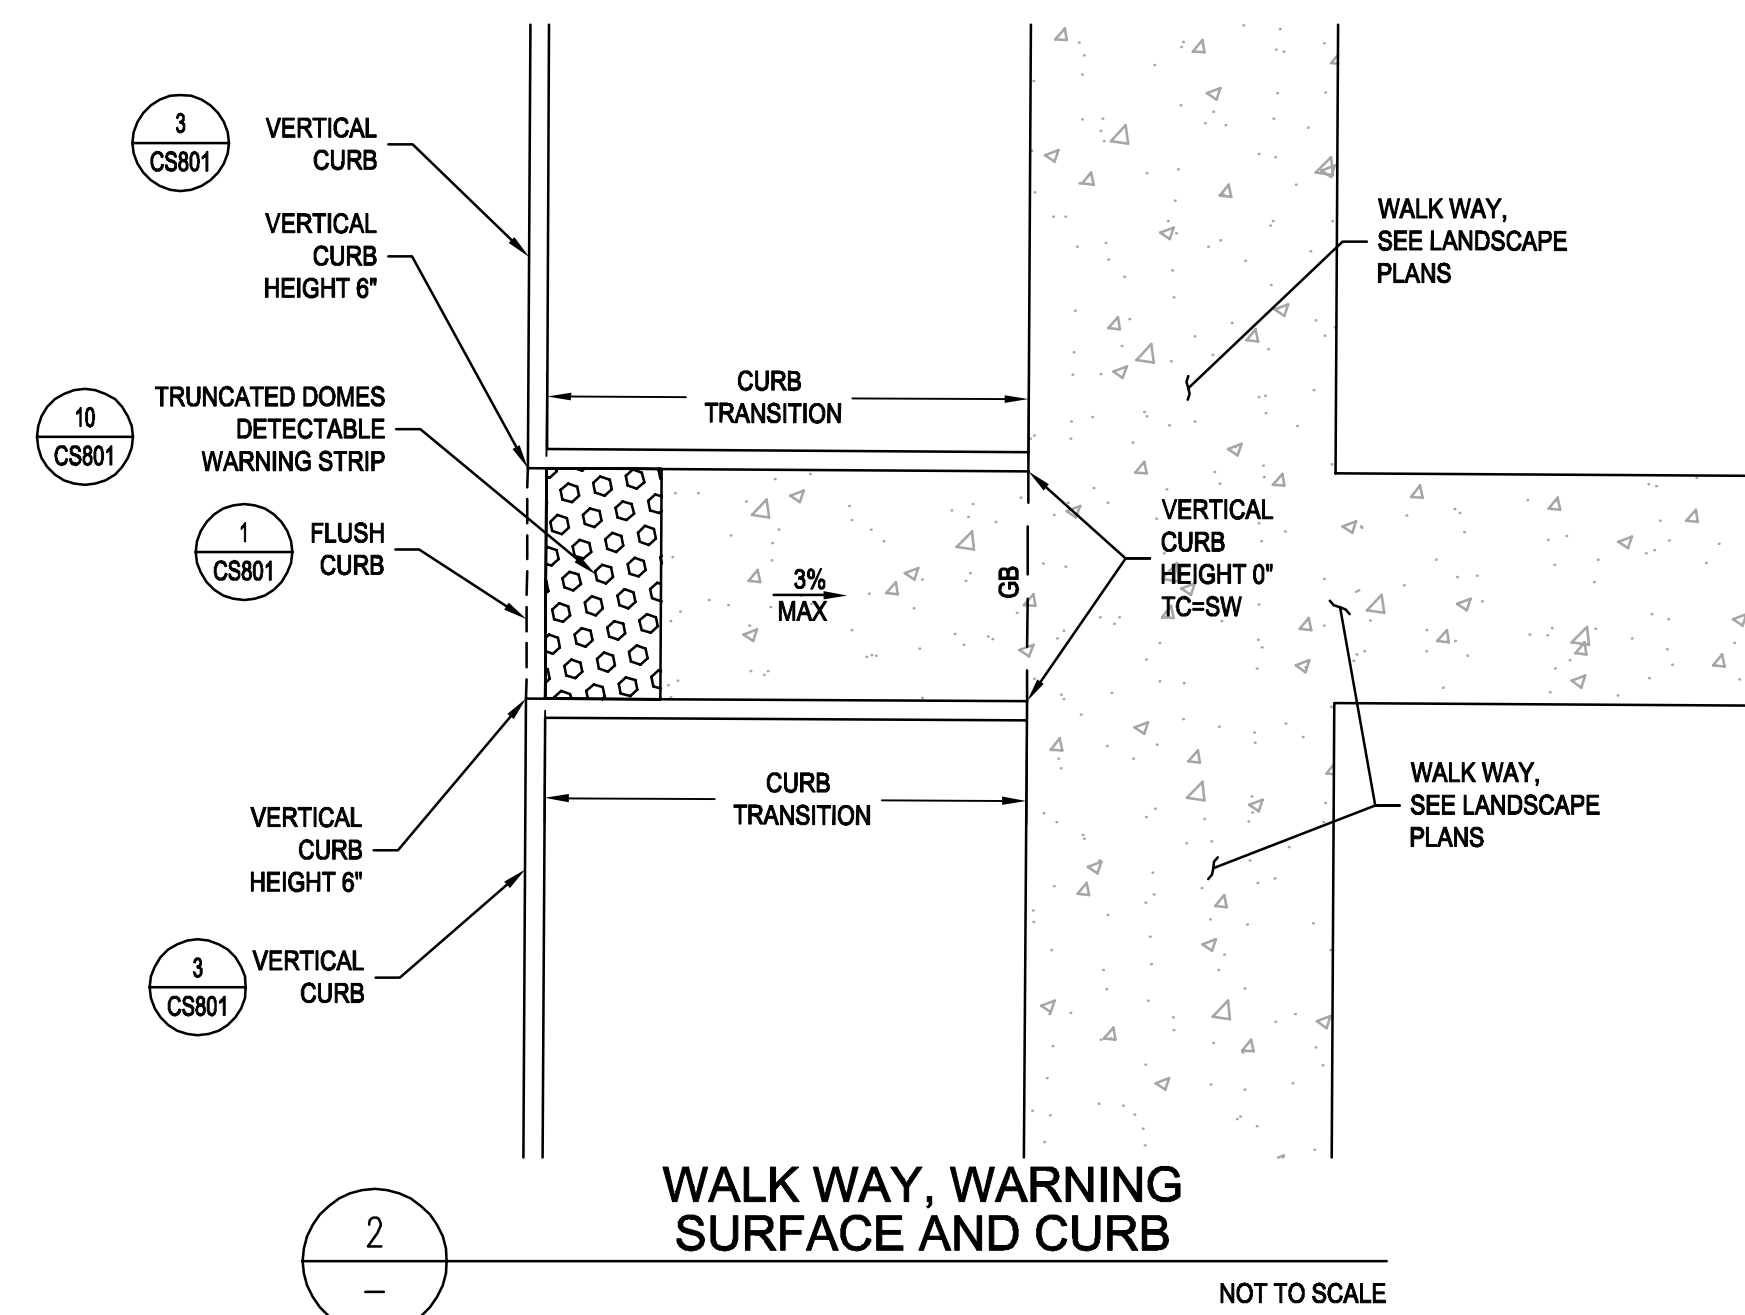 3
CS801
VERTICAL
CURB
VERTICAL
CURB
HEIGHT 6"
WALK WAY,
SEE LANDSCAPE
PLANS
10
CS801
TRUNCATED DOMES
DETECTABLE
WARNING STRIP
CURB
TRANSITION
1
CS801
FLUSH
CURB
3%
MAX
GB
VERTICAL
CURB
HEIGHT 0"
TC=SW
CURB
TRANSITION
WALK WAY,
SEE LANDSCAPE
PLANS
VERTICAL
CURB
HEIGHT 6"
3
CS801
VERTICAL
CURB
2
–
WALK WAY, WARNING
SURFACE AND CURB
NOT TO SCALE